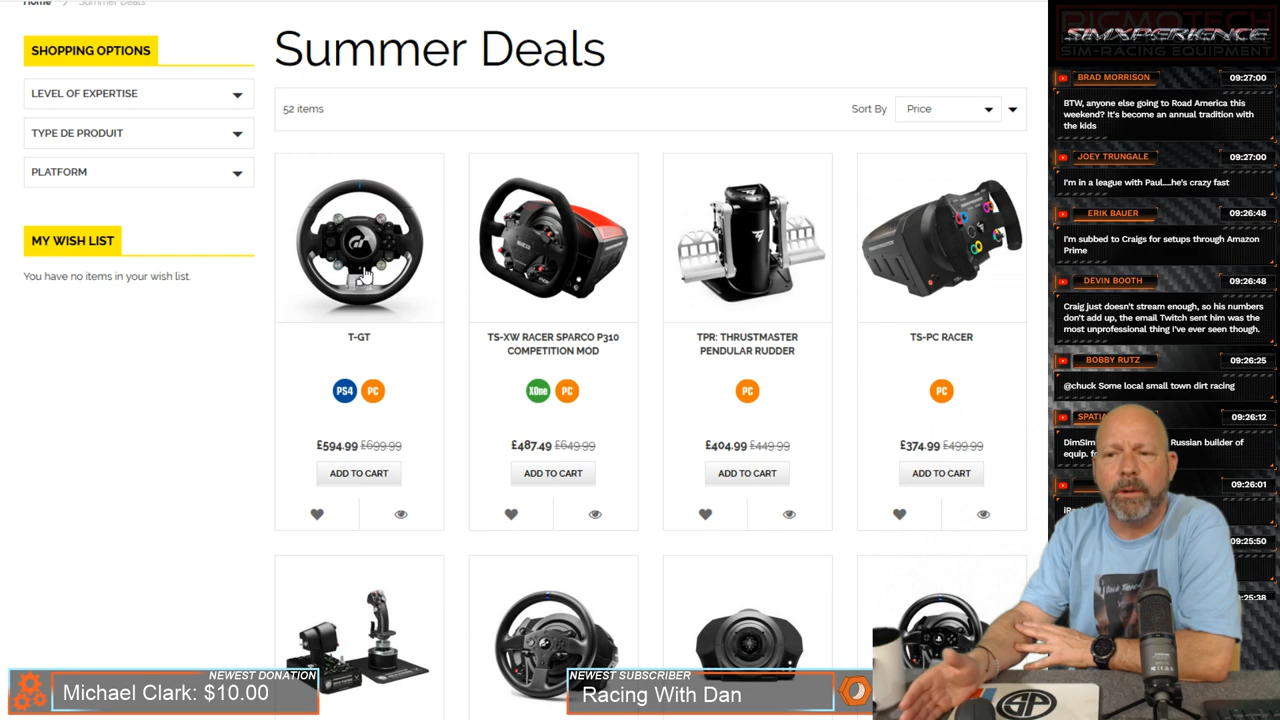 Home
Summer Deals
SHOPPING OPTIONS
LEVEL OF EXPERTISE
TYPE DE PRODUIT
PLATFORM
MY WISH LIST
You have no items in your wish list.
Summer Deals
52 items
Sort By
Price
T-GT
PS4 PC
£594.99 £699.99
ADD TO CART
TS-XW RACER SPARCO P310
COMPETITION MOD
XOne PC
£487.49 £649.99
ADD TO CART
TPR: THRUSTMASTER
PENDULAR RUDDER
PC
£404.99 £449.99
ADD TO CART
TS-PC RACER
PC
£374.99 £499.99
ADD TO CART
RICMOTECH
SIMXPERIENCE
SIM-RACING EQUIPMENT
BRAD MORRISON 09:27:00
BTW, anyone else going to Road America this
weekend? It's become an annual tradition with
the kids
JOEY TRUNGALE 09:27:00
I'm in a league with Paul....he's crazy fast
ERIK BAUER 09:26:48
I'm subbed to Craigs for setups through Amazon
Prime
DEVIN BOOTH 09:26:48
Craig just doesn't stream enough, so his numbers
don't add up, the email Twitch sent him was the
most unprofessional thing I've ever seen though.
BOBBY RUTZ 09:26:25
@chuck Some local small town dirt racing
09:26:12
Russian builder of
equip.
09:26:01
09:25:50
09:25:38
NEWEST DONATION
Michael Clark: $10.00
NEWEST SUBSCRIBER
Racing With Dan
SP